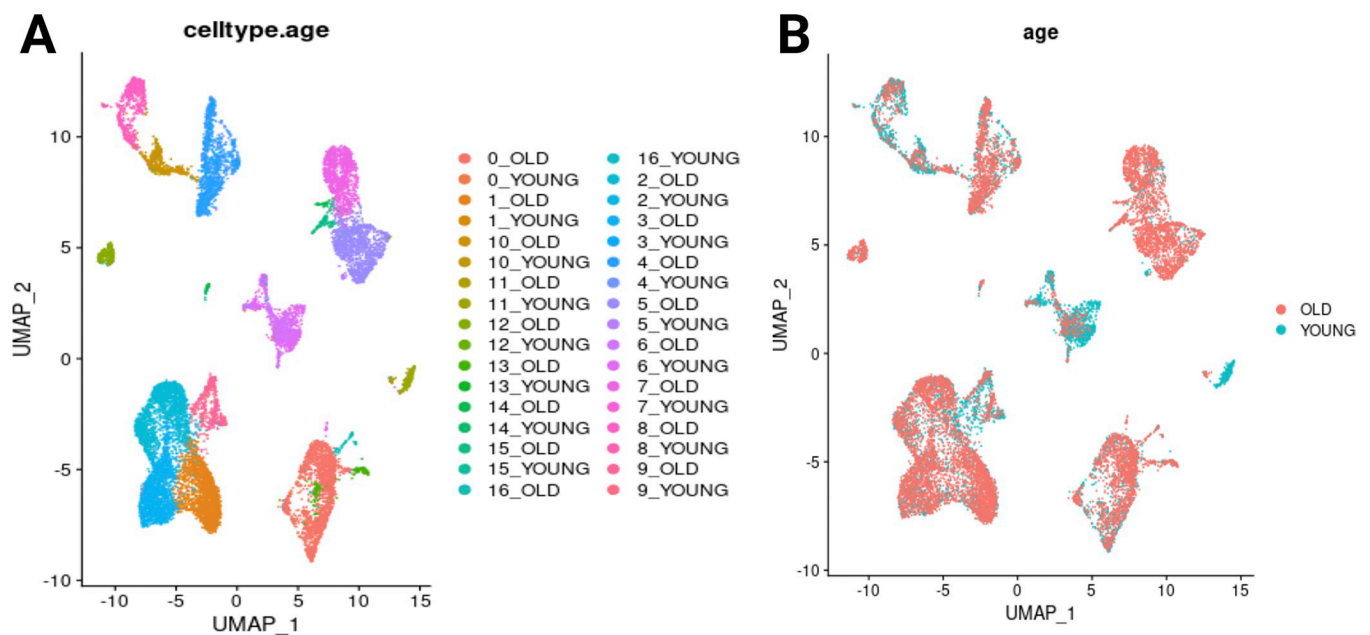 A
celltype.age
10
5
0
-5
-10
UMAP_2
-10 -5 0 5 10 15
UMAP_1
0_OLD
0_YOUNG
1_OLD
1_YOUNG
10_OLD
10_YOUNG
11_OLD
11_YOUNG
12_OLD
12_YOUNG
13_OLD
13_YOUNG
14_OLD
14_YOUNG
15_OLD
15_YOUNG
16_OLD
16_YOUNG
2_OLD
2_YOUNG
3_OLD
3_YOUNG
4_OLD
4_YOUNG
5_OLD
5_YOUNG
6_OLD
6_YOUNG
7_OLD
7_YOUNG
8_OLD
8_YOUNG
9_OLD
9_YOUNG
B
age
10
5
0
-5
-10
UMAP_2
-10 -5 0 5 10 15
UMAP_1
OLD
YOUNG